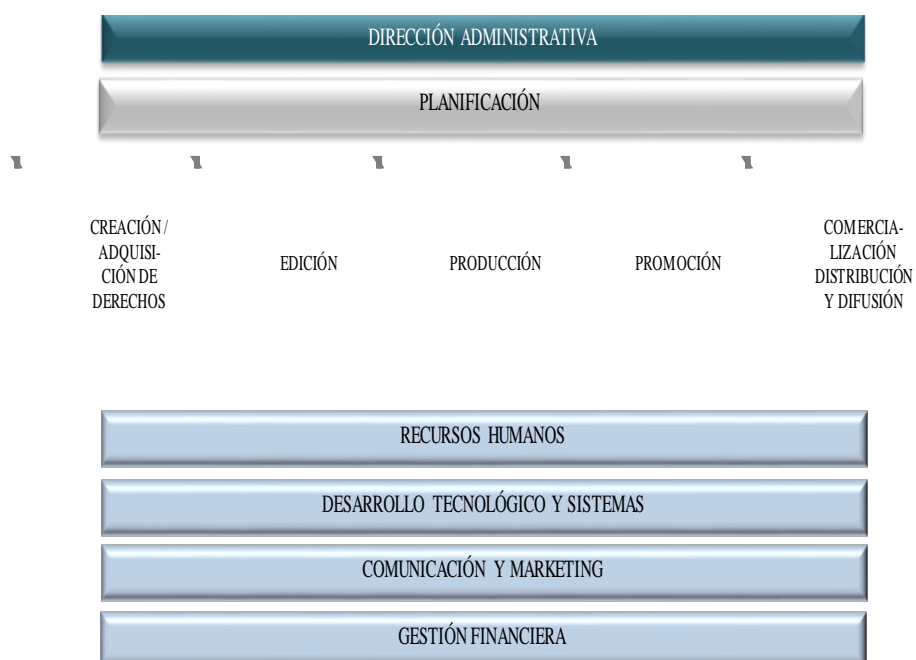 DIRECCIÓN ADMINISTRATIVA
PLANIFICACIÓN
CREACIÓN /
ADQUISI-
CIÓN DE
DERECHOS
EDICIÓN
PRODUCCIÓN
PROMOCIÓN
COMERCIA-
LIZACIÓN
DISTRIBUCIÓN
Y DIFUSIÓN
RECURSOS HUMANOS
DESARROLLO TECNOLÓGICO Y SISTEMAS
COMUNICACIÓN Y MARKETING
GESTIÓN FINANCIERA